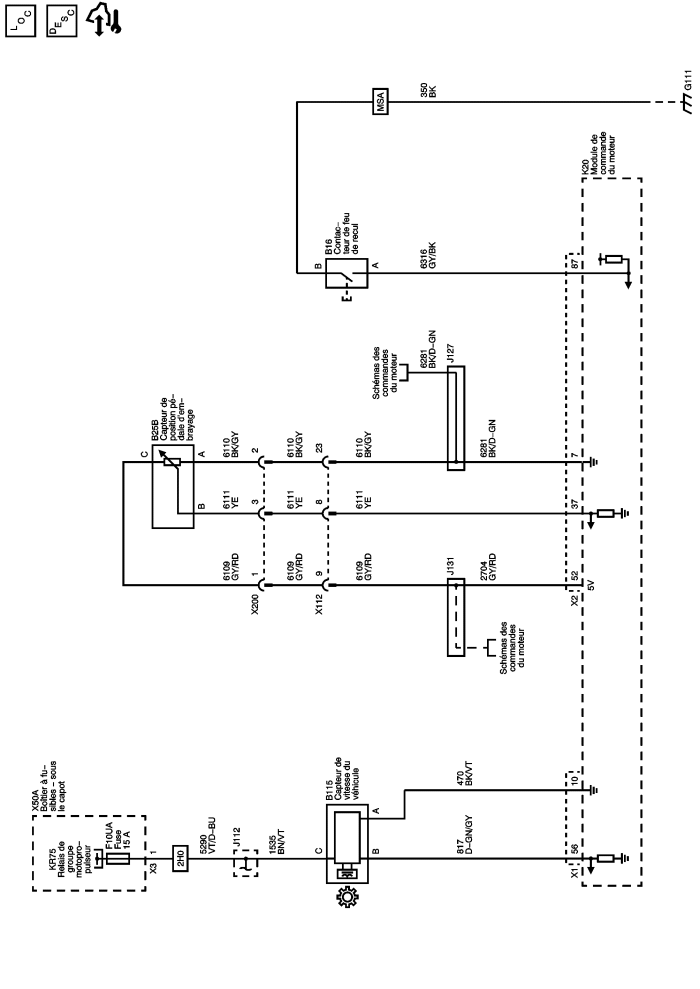 LOC
DESC
X50A
Boîtier à fu-
sibles – sous
le capot
KR75
Relais de
groupe
motopro-
pulseur
F10UA
Fuse
15 A
X3
1
2H0
5290
VT/D–BU
J112
1535
BN/VT
C
B115
Capteur de
vitesse du
véhicule
B
A
817
D–GN/GY
470
BK/VT
X1
56
10
B25B
Capteur de
position pé-
dale d'em-
brayage
C
B
A
6109
GY/RD
6111
YE
6110
BK/GY
X200
1
3
2
6109
GY/RD
6111
YE
6110
BK/GY
X112
9
8
23
6109
GY/RD
6111
YE
6110
BK/GY
J131
Schémas des
commandes
du moteur
2704
GY/RD
Schémas des
commandes
du moteur
6281
BK/D–GN
J127
6281
BK/D–GN
X2
52
5V
37
7
B16
Contac-
teur de feu
de recul
B
A
6316
GY/BK
67
MSA
350
BK
G111
K20
Module de
commande
du moteur